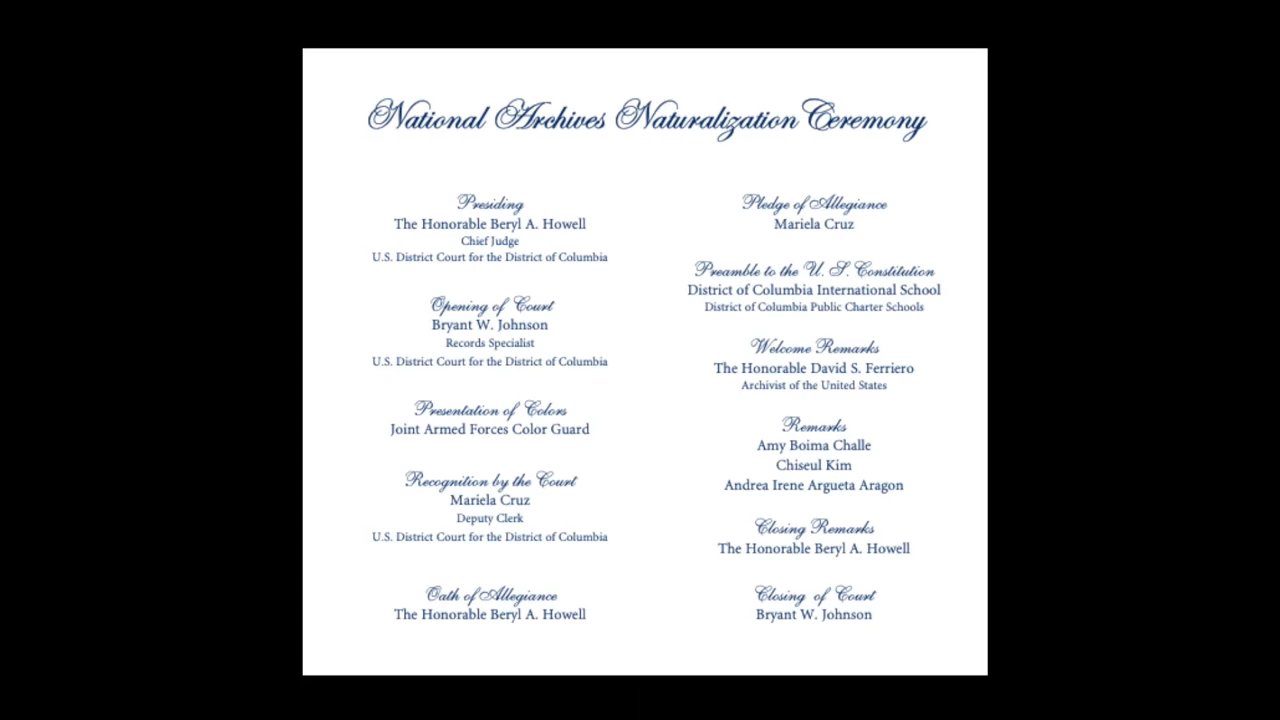 National Archives Naturalization Ceremony
Presiding
The Honorable Beryl A. Howell
Chief Judge
U.S. District Court for the District of Columbia
Opening of Court
Bryant W. Johnson
Records Specialist
U.S. District Court for the District of Columbia
Presentation of Colors
Joint Armed Forces Color Guard
Recognition by the Court
Mariela Cruz
Deputy Clerk
U.S. District Court for the District of Columbia
Oath of Allegiance
The Honorable Beryl A. Howell
Pledge of Allegiance
Mariela Cruz
Preamble to the U. S. Constitution
District of Columbia International School
District of Columbia Public Charter Schools
Welcome Remarks
The Honorable David S. Ferriero
Archivist of the United States
Remarks
Amy Boima Challe
Chiseul Kim
Andrea Irene Argueta Aragon
Closing Remarks
The Honorable Beryl A. Howell
Closing of Court
Bryant W. Johnson